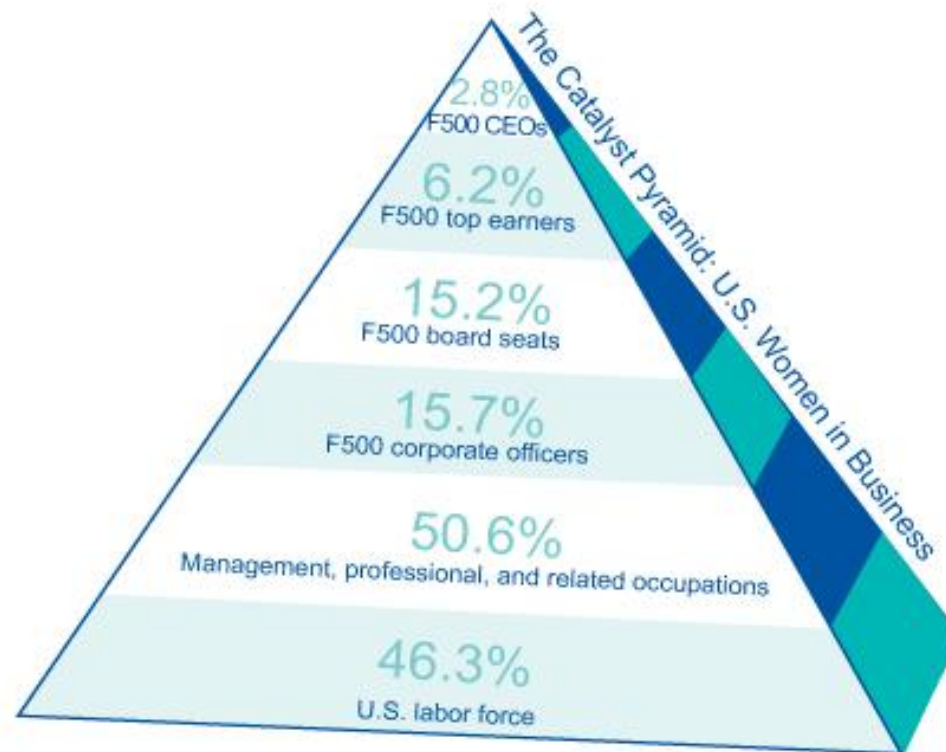 The Catalyst Pyramid: U.S. Women in Business
2.8%
F500 CEOs
6.2%
F500 top earners
15.2%
F500 board seats
15.7%
F500 corporate officers
50.6%
Management, professional, and related occupations
46.3%
U.S. labor force